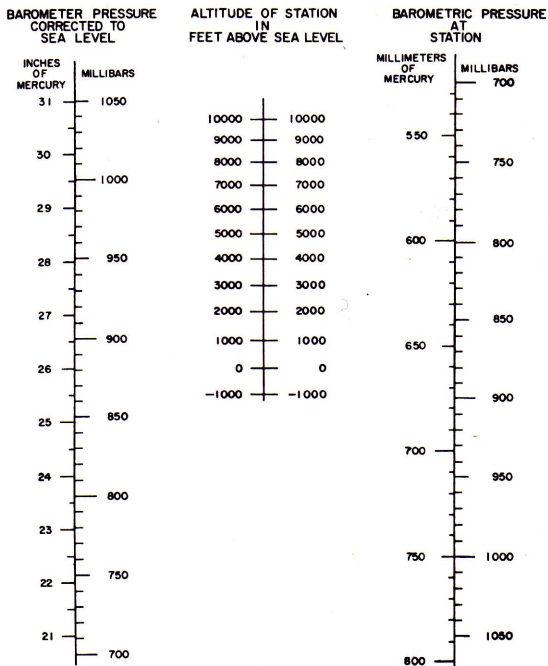 BAROMETER PRESSURE
CORRECTED TO
SEA LEVEL
INCHES
OF
MERCURY
MILLIBARS
31
1050
30
1000
29
28
950
27
900
26
25
850
24
800
23
22
750
21
700
ALTITUDE OF STATION
IN
FEET ABOVE SEA LEVEL
10000 10000
9000 9000
8000 8000
7000 7000
6000 6000
5000 5000
4000 4000
3000 3000
2000 2000
1000 1000
0 0
-1000 -1000
BAROMETRIC PRESSURE
AT
STATION
MILLIMETERS
OF
MERCURY
MILLIBARS
700
550
750
600 800
850
650
900
700
950
750 1000
1050
800